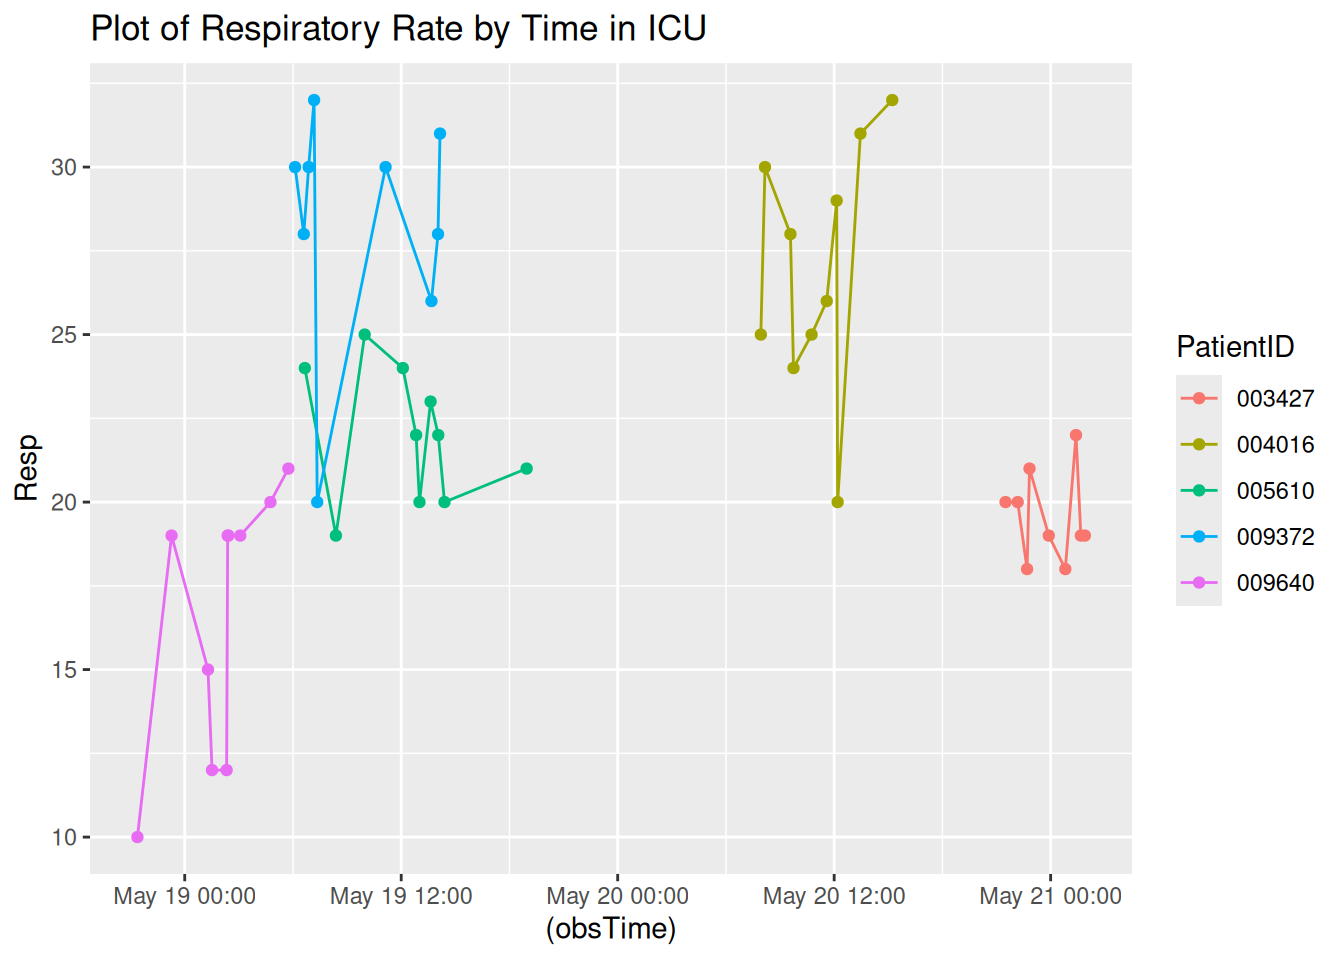 Plot of Respiratory Rate by Time in ICU
Resp
30
25
20
15
10
May 19 00:00
May 19 12:00
May 20 00:00
May 20 12:00
May 21 00:00
(obsTime)
PatientID
003427
004016
005610
009372
009640